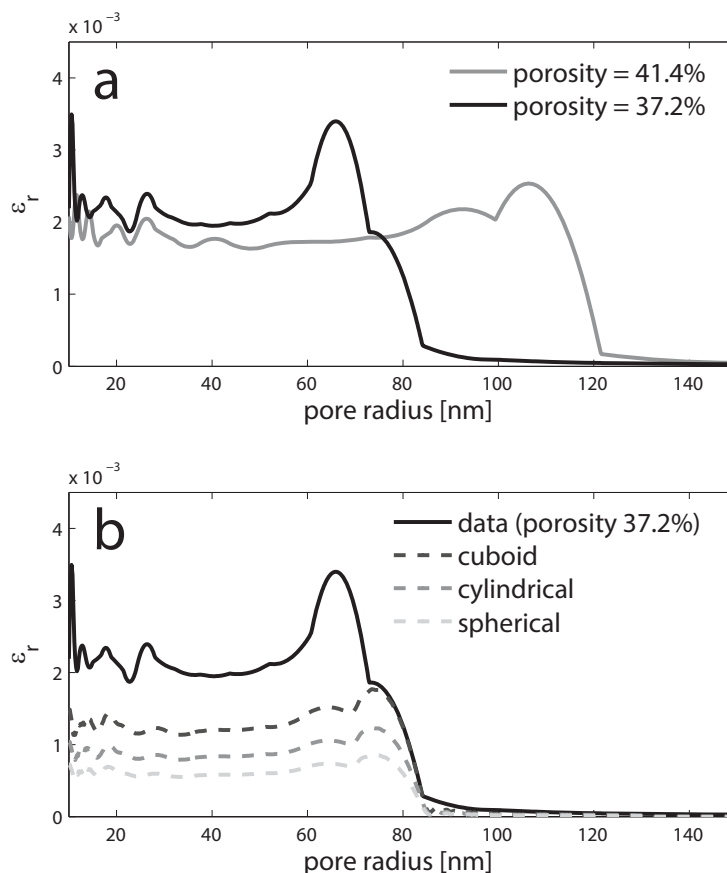 x 10⁻³
a
porosity = 41.4%
porosity = 37.2%
4
3
2
1
0
εr
20 40 60 80 100 120 140
pore radius [nm]
x 10⁻³
b
data (porosity 37.2%)
cuboid
cylindrical
spherical
4
3
2
1
0
εr
20 40 60 80 100 120 140
pore radius [nm]